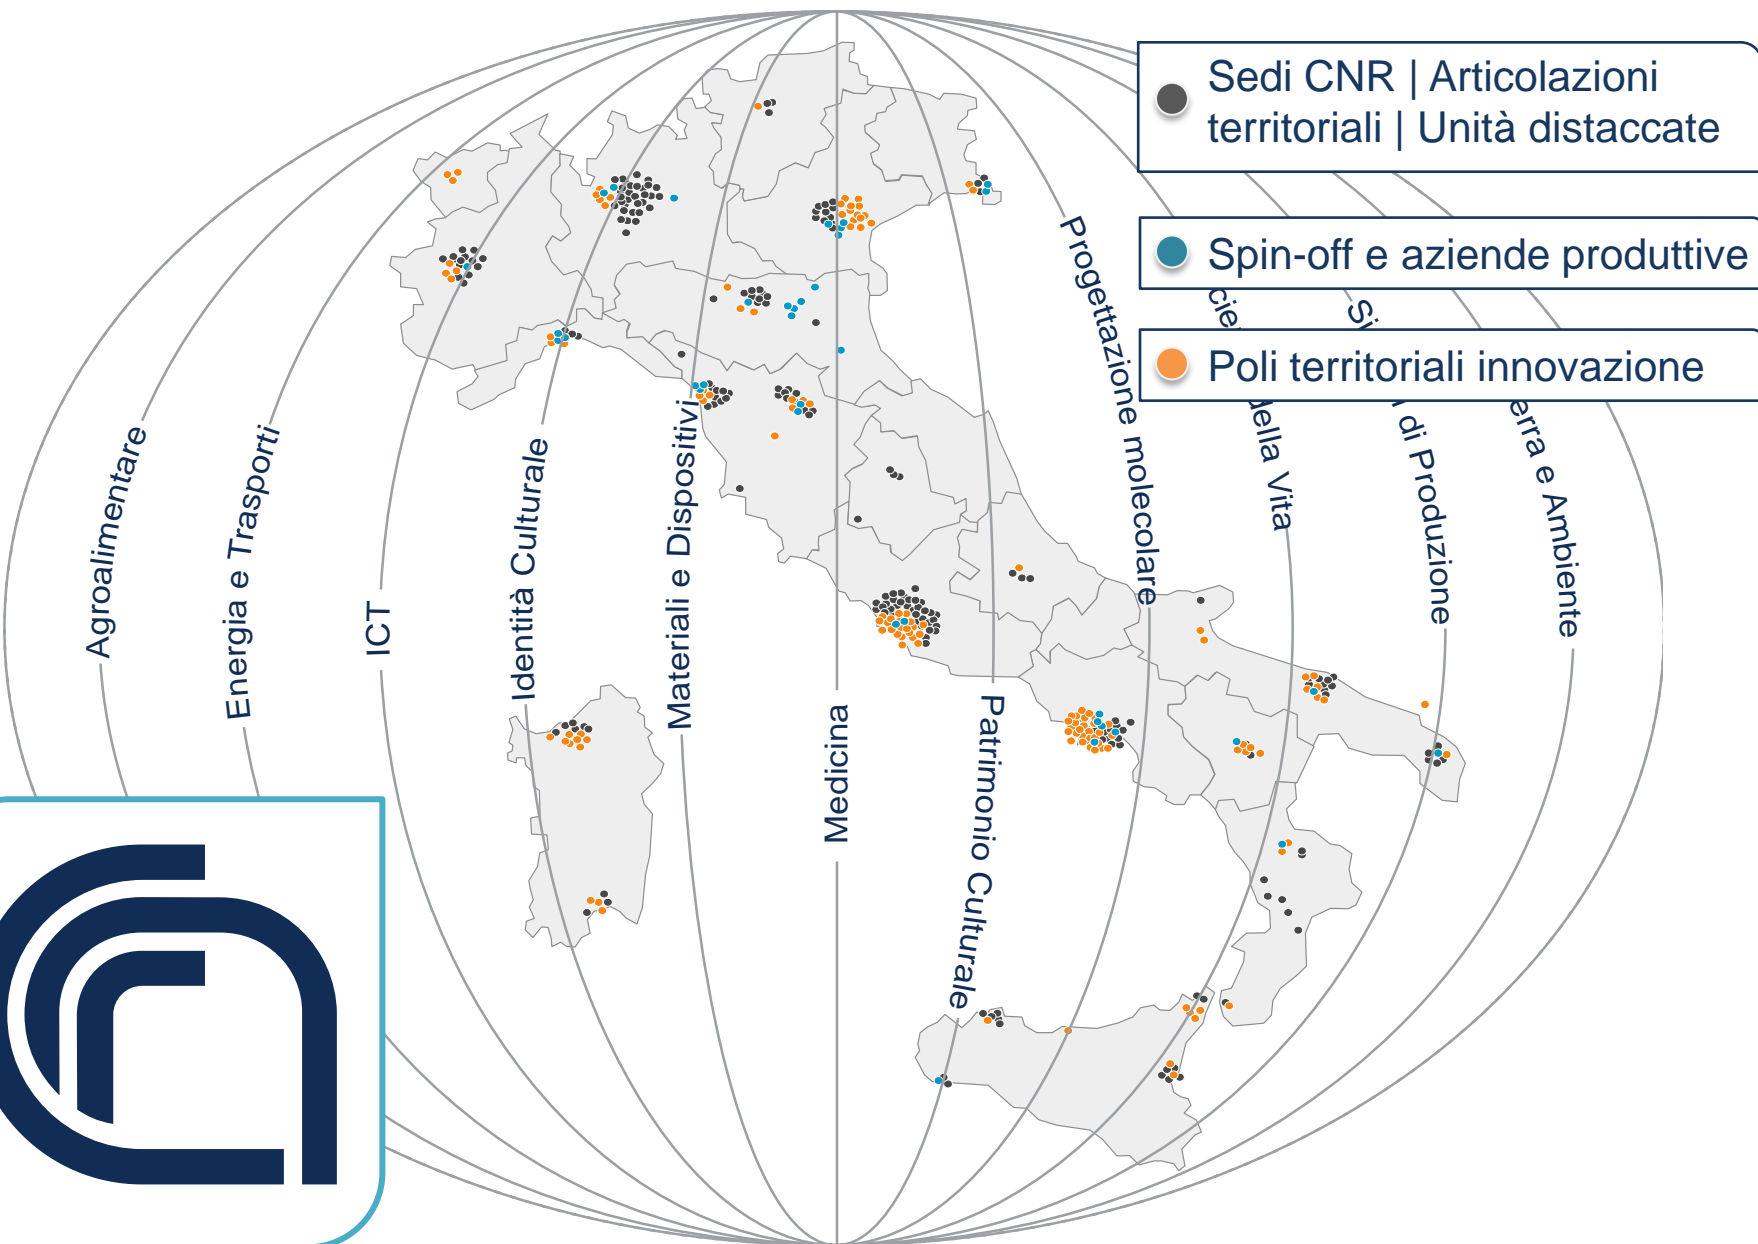 Sedi CNR | Articolazioni
territoriali | Unità distaccate
Spin-off e aziende produttive
Poli territoriali innovazione
Agroalimentare
Energia e Trasporti
ICT
Identità Culturale
Materiali e Dispositivi
Medicina
Patrimonio Culturale
Progettazione molecolare
della Vita
di Produzione
erra e Ambiente